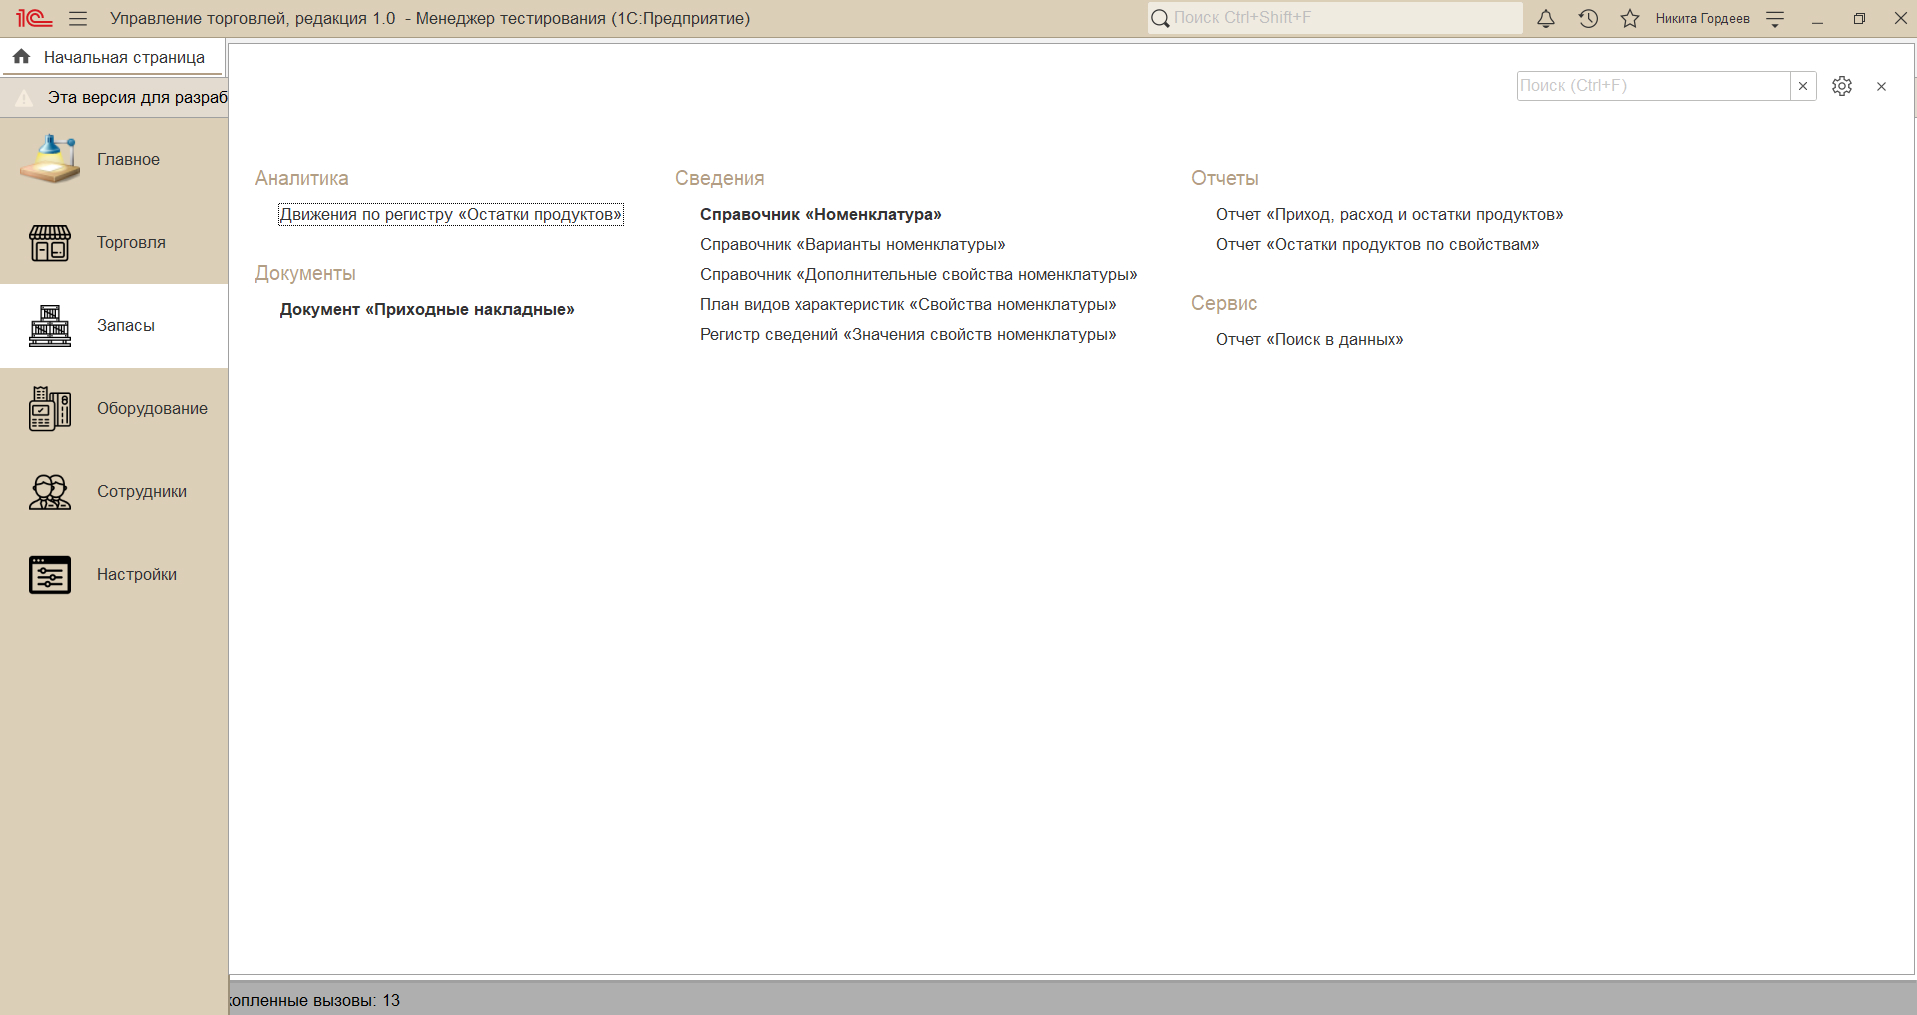 1С Управление торговлей, редакция 1.0 - Менеджер тестирования (1С:Предприятие)
Поиск Ctrl+Shift+F
Никита Гордеев
Начальная страница
Эта версия для разраб
Поиск (Ctrl+F)
Главное
Торговля
Запасы
Оборудование
Сотрудники
Настройки
Аналитика
Движения по регистру «Остатки продуктов»
Документы
Документ «Приходные накладные»
Сведения
Справочник «Номенклатура»
Справочник «Варианты номенклатуры»
Справочник «Дополнительные свойства номенклатуры»
План видов характеристик «Свойства номенклатуры»
Регистр сведений «Значения свойств номенклатуры»
Отчеты
Отчет «Приход, расход и остатки продуктов»
Отчет «Остатки продуктов по свойствам»
Сервис
Отчет «Поиск в данных»
копленные вызовы: 13